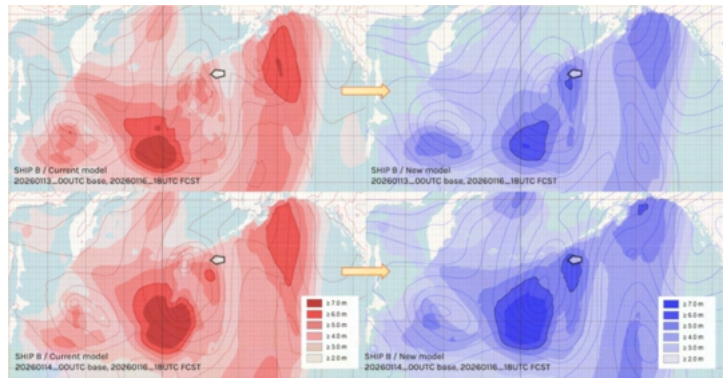 SHIP B / Current model
20260113_00UTC base, 20260116_18UTC FCST
SHIP B / New model
20260113_00UTC base, 20260116_18UTC FCST
≥ 7.0 m
≥ 6.0 m
≥ 5.0 m
≥ 4.0 m
≥ 3.0 m
≥ 2.0 m
SHIP B / Current model
20260114_00UTC base, 20260116_18UTC FCST
≥ 7.0 m
≥ 6.0 m
≥ 5.0 m
≥ 4.0 m
≥ 3.0 m
≥ 2.0 m
SHIP B / New model
20260114_00UTC base, 20260116_18UTC FCST